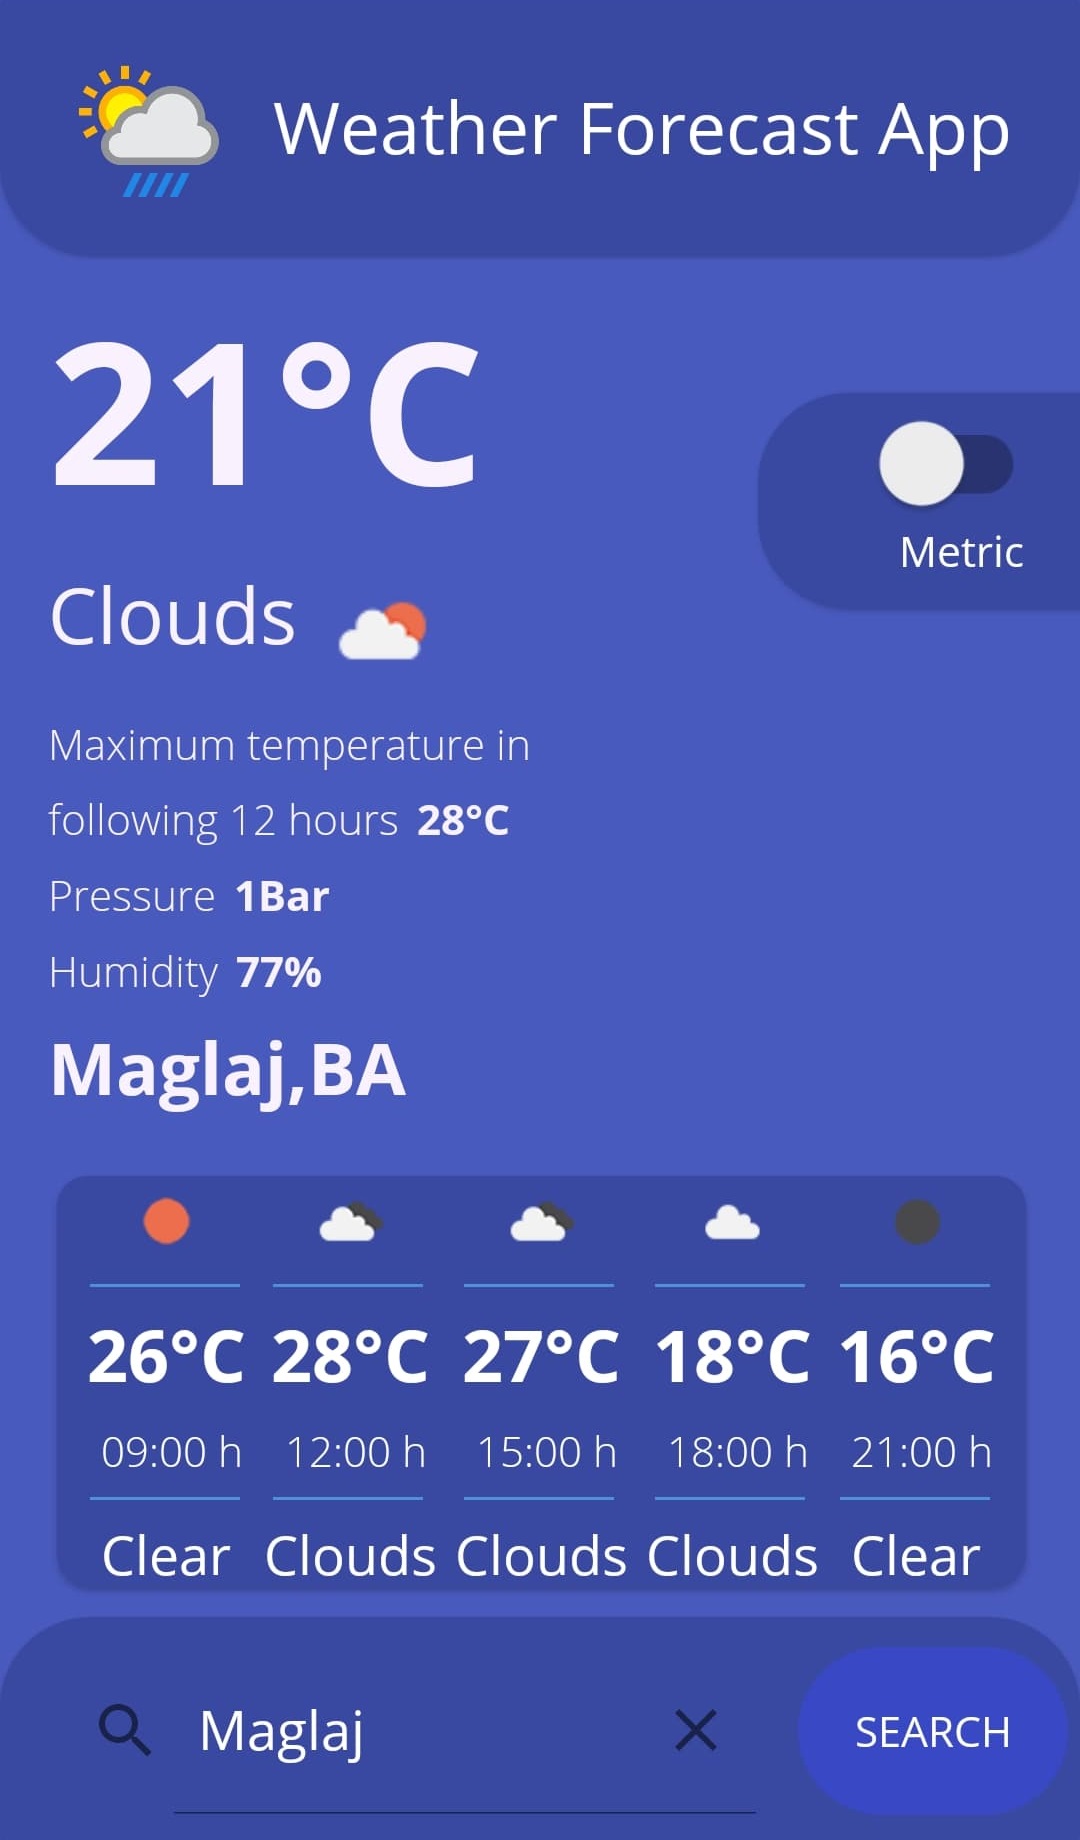 Weather Forecast App
21°C
Metric
Clouds
Maximum temperature in
following 12 hours 28°C
Pressure 1Bar
Humidity 77%
Maglaj,BA
26°C 28°C 27°C 18°C 16°C
09:00 h 12:00 h 15:00 h 18:00 h 21:00 h
Clear Clouds Clouds Clouds Clear
Maglaj SEARCH